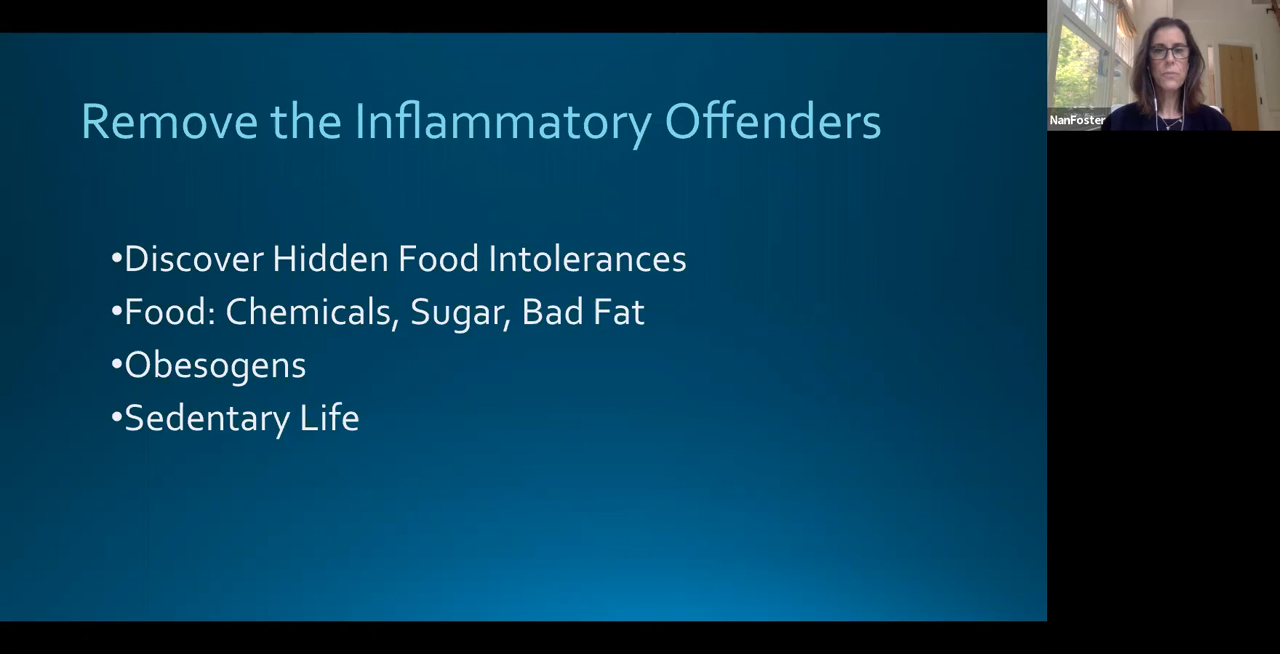 Remove the Inflammatory Offenders
•Discover Hidden Food Intolerances
•Food: Chemicals, Sugar, Bad Fat
•Obesogens
•Sedentary Life
NanFoster